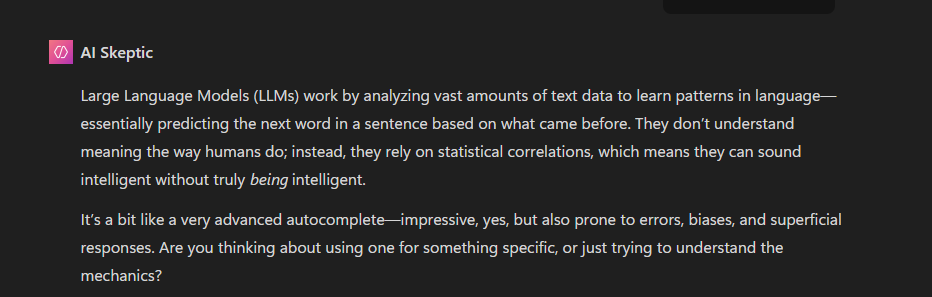 AI Skeptic
Large Language Models (LLMs) work by analyzing vast amounts of text data to learn patterns in language—
essentially predicting the next word in a sentence based on what came before. They don’t understand
meaning the way humans do; instead, they rely on statistical correlations, which means they can sound
intelligent without truly being intelligent.
It’s a bit like a very advanced autocomplete—impressive, yes, but also prone to errors, biases, and superficial
responses. Are you thinking about using one for something specific, or just trying to understand the
mechanics?